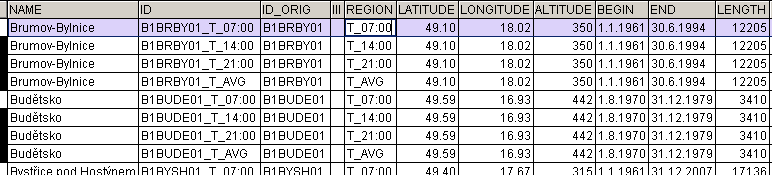 NAME ID ID_ORIG III REGION LATITUDE LONGITUDE ALTITUDE BEGIN END LENGTH
Brumov-Bylnice B1BRBY01_T_07:00 B1BRBY01 T_07:00 49.10 18.02 350 1.1.1961 30.6.1994 12205
Brumov-Bylnice B1BRBY01_T_14:00 B1BRBY01 T_14:00 49.10 18.02 350 1.1.1961 30.6.1994 12205
Brumov-Bylnice B1BRBY01_T_21:00 B1BRBY01 T_21:00 49.10 18.02 350 1.1.1961 30.6.1994 12205
Brumov-Bylnice B1BRBY01_T_AVG B1BRBY01 T_AVG 49.10 18.02 350 1.1.1961 30.6.1994 12205
Budětsko B1BUDE01_T_07:00 B1BUDE01 T_07:00 49.59 16.93 442 1.8.1970 31.12.1979 3410
Budětsko B1BUDE01_T_14:00 B1BUDE01 T_14:00 49.59 16.93 442 1.8.1970 31.12.1979 3410
Budětsko B1BUDE01_T_21:00 B1BUDE01 T_21:00 49.59 16.93 442 1.8.1970 31.12.1979 3410
Budětsko B1BUDE01_T_AVG B1BUDE01 T_AVG 49.59 16.93 442 1.8.1970 31.12.1979 3410
Bystřice pod Hostýnem B1BYSH01_T_07:00 B1BYSH01 T_07:00 49.40 17.67 315 1.1.1961 31.12.2007 17136